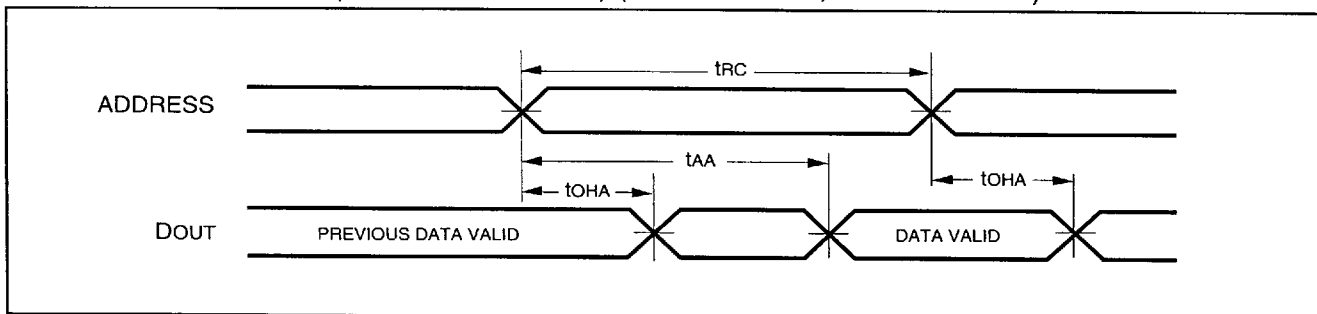 tRC
ADDRESS
tAA
tOHA
tOHA
DOUT
PREVIOUS DATA VALID
DATA VALID